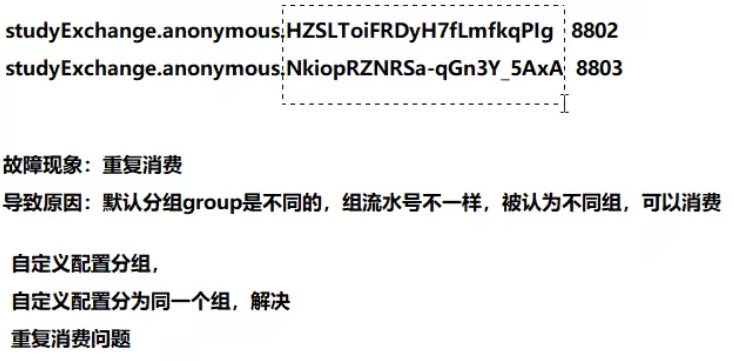 studyExchange.anonymous.HZSLToiFRDyH7fLmfkqPIg 8802
studyExchange.anonymous.NkiopRZNRSa-qGn3Y_5AxA 8803
故障现象：重复消费
导致原因：默认分组group是不同的，组流水号不一样，被认为不同组，可以消费
自定义配置分组，
自定义配置分为同一个组，解决
重复消费问题